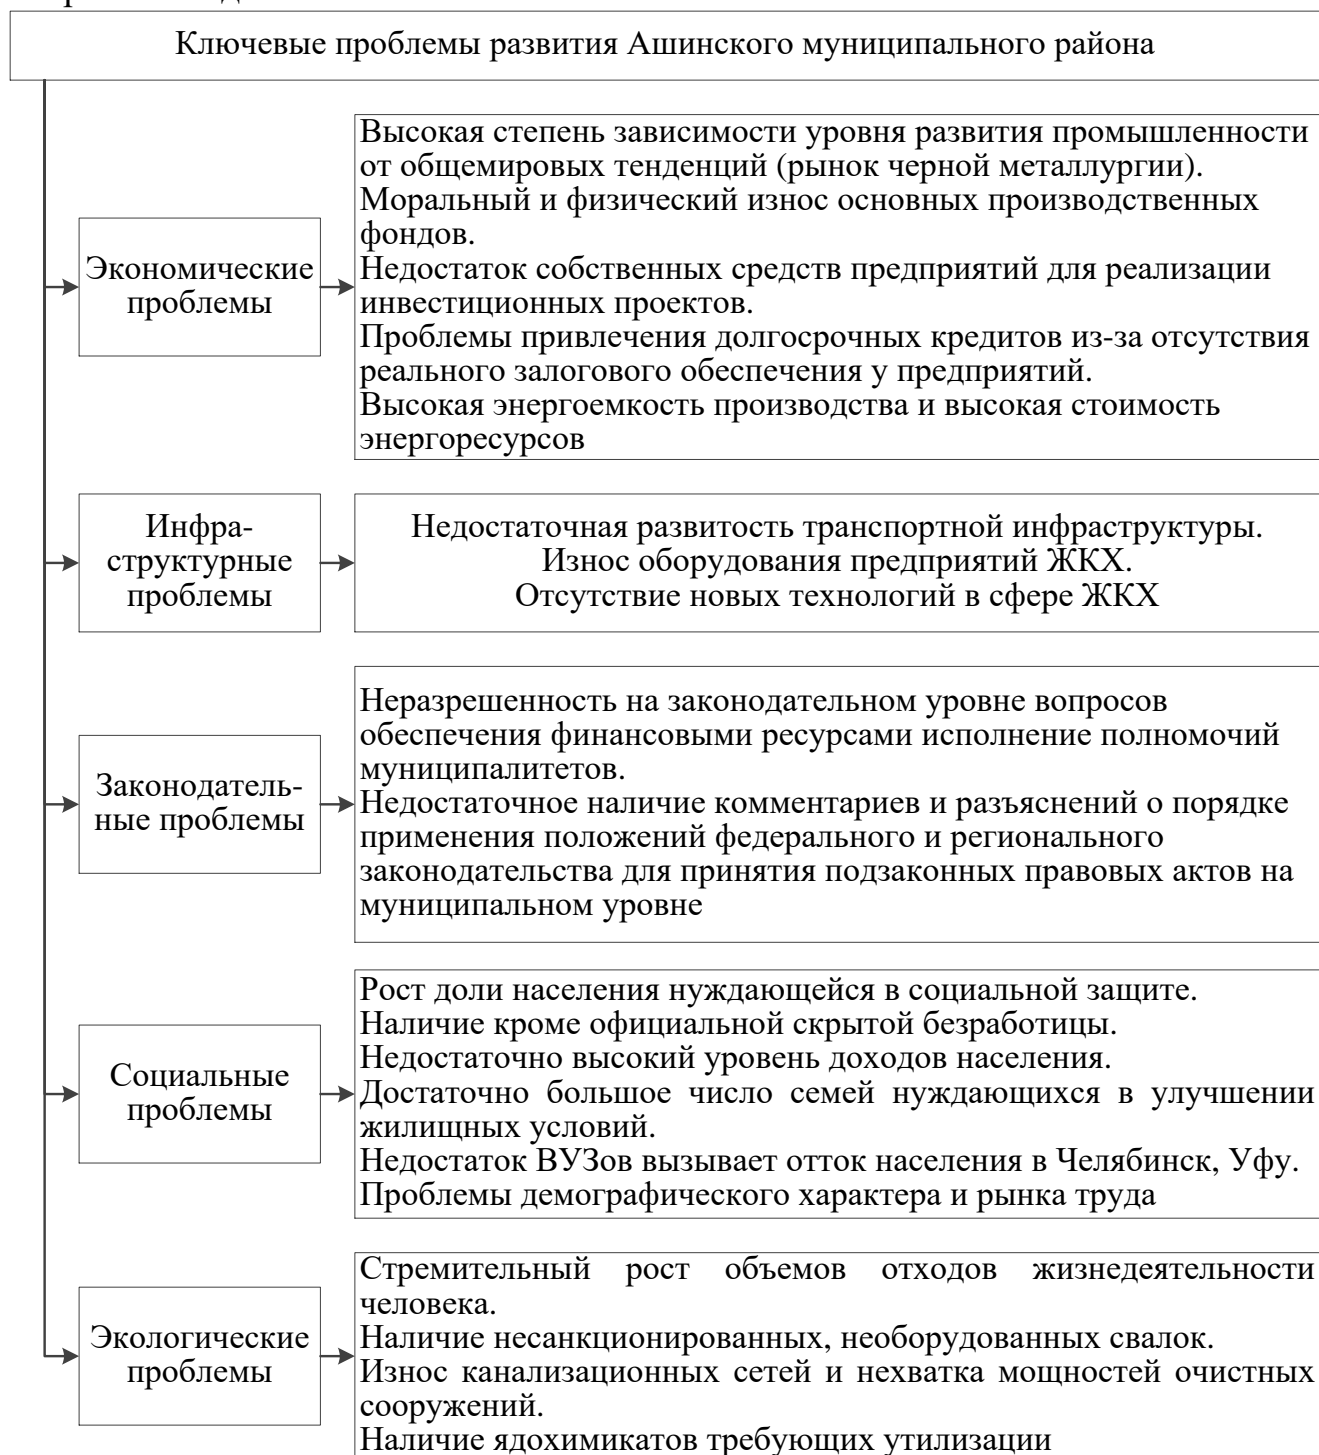 Ключевые проблемы развития Ашинского муниципального района
Экономические
проблемы
Высокая степень зависимости уровня развития промышленности
от общемировых тенденций (рынок черной металлургии).
Моральный и физический износ основных производственных
фондов.
Недостаток собственных средств предприятий для реализации
инвестиционных проектов.
Проблемы привлечения долгосрочных кредитов из-за отсутствия
реального залогового обеспечения у предприятий.
Высокая энергоемкость производства и высокая стоимость
энергоресурсов
Инфра-
структурные
проблемы
Недостаточная развитость транспортной инфраструктуры.
Износ оборудования предприятий ЖКХ.
Отсутствие новых технологий в сфере ЖКХ
Законодатель-
ные проблемы
Неразрешенность на законодательном уровне вопросов
обеспечения финансовыми ресурсами исполнение полномочий
муниципалитетов.
Недостаточное наличие комментариев и разъяснений о порядке
применения положений федерального и регионального
законодательства для принятия подзаконных правовых актов на
муниципальном уровне
Социальные
проблемы
Рост доли населения нуждающейся в социальной защите.
Наличие кроме официальной скрытой безработицы.
Недостаточно высокий уровень доходов населения.
Достаточно большое число семей нуждающихся в улучшении
жилищных условий.
Недостаток ВУЗов вызывает отток населения в Челябинск, Уфу.
Проблемы демографического характера и рынка труда
Экологические
проблемы
Стремительный рост объемов отходов жизнедеятельности
человека.
Наличие несанкционированных, необорудованных свалок.
Износ канализационных сетей и нехватка мощностей очистных
сооружений.
Наличие ядохимикатов требующих утилизации